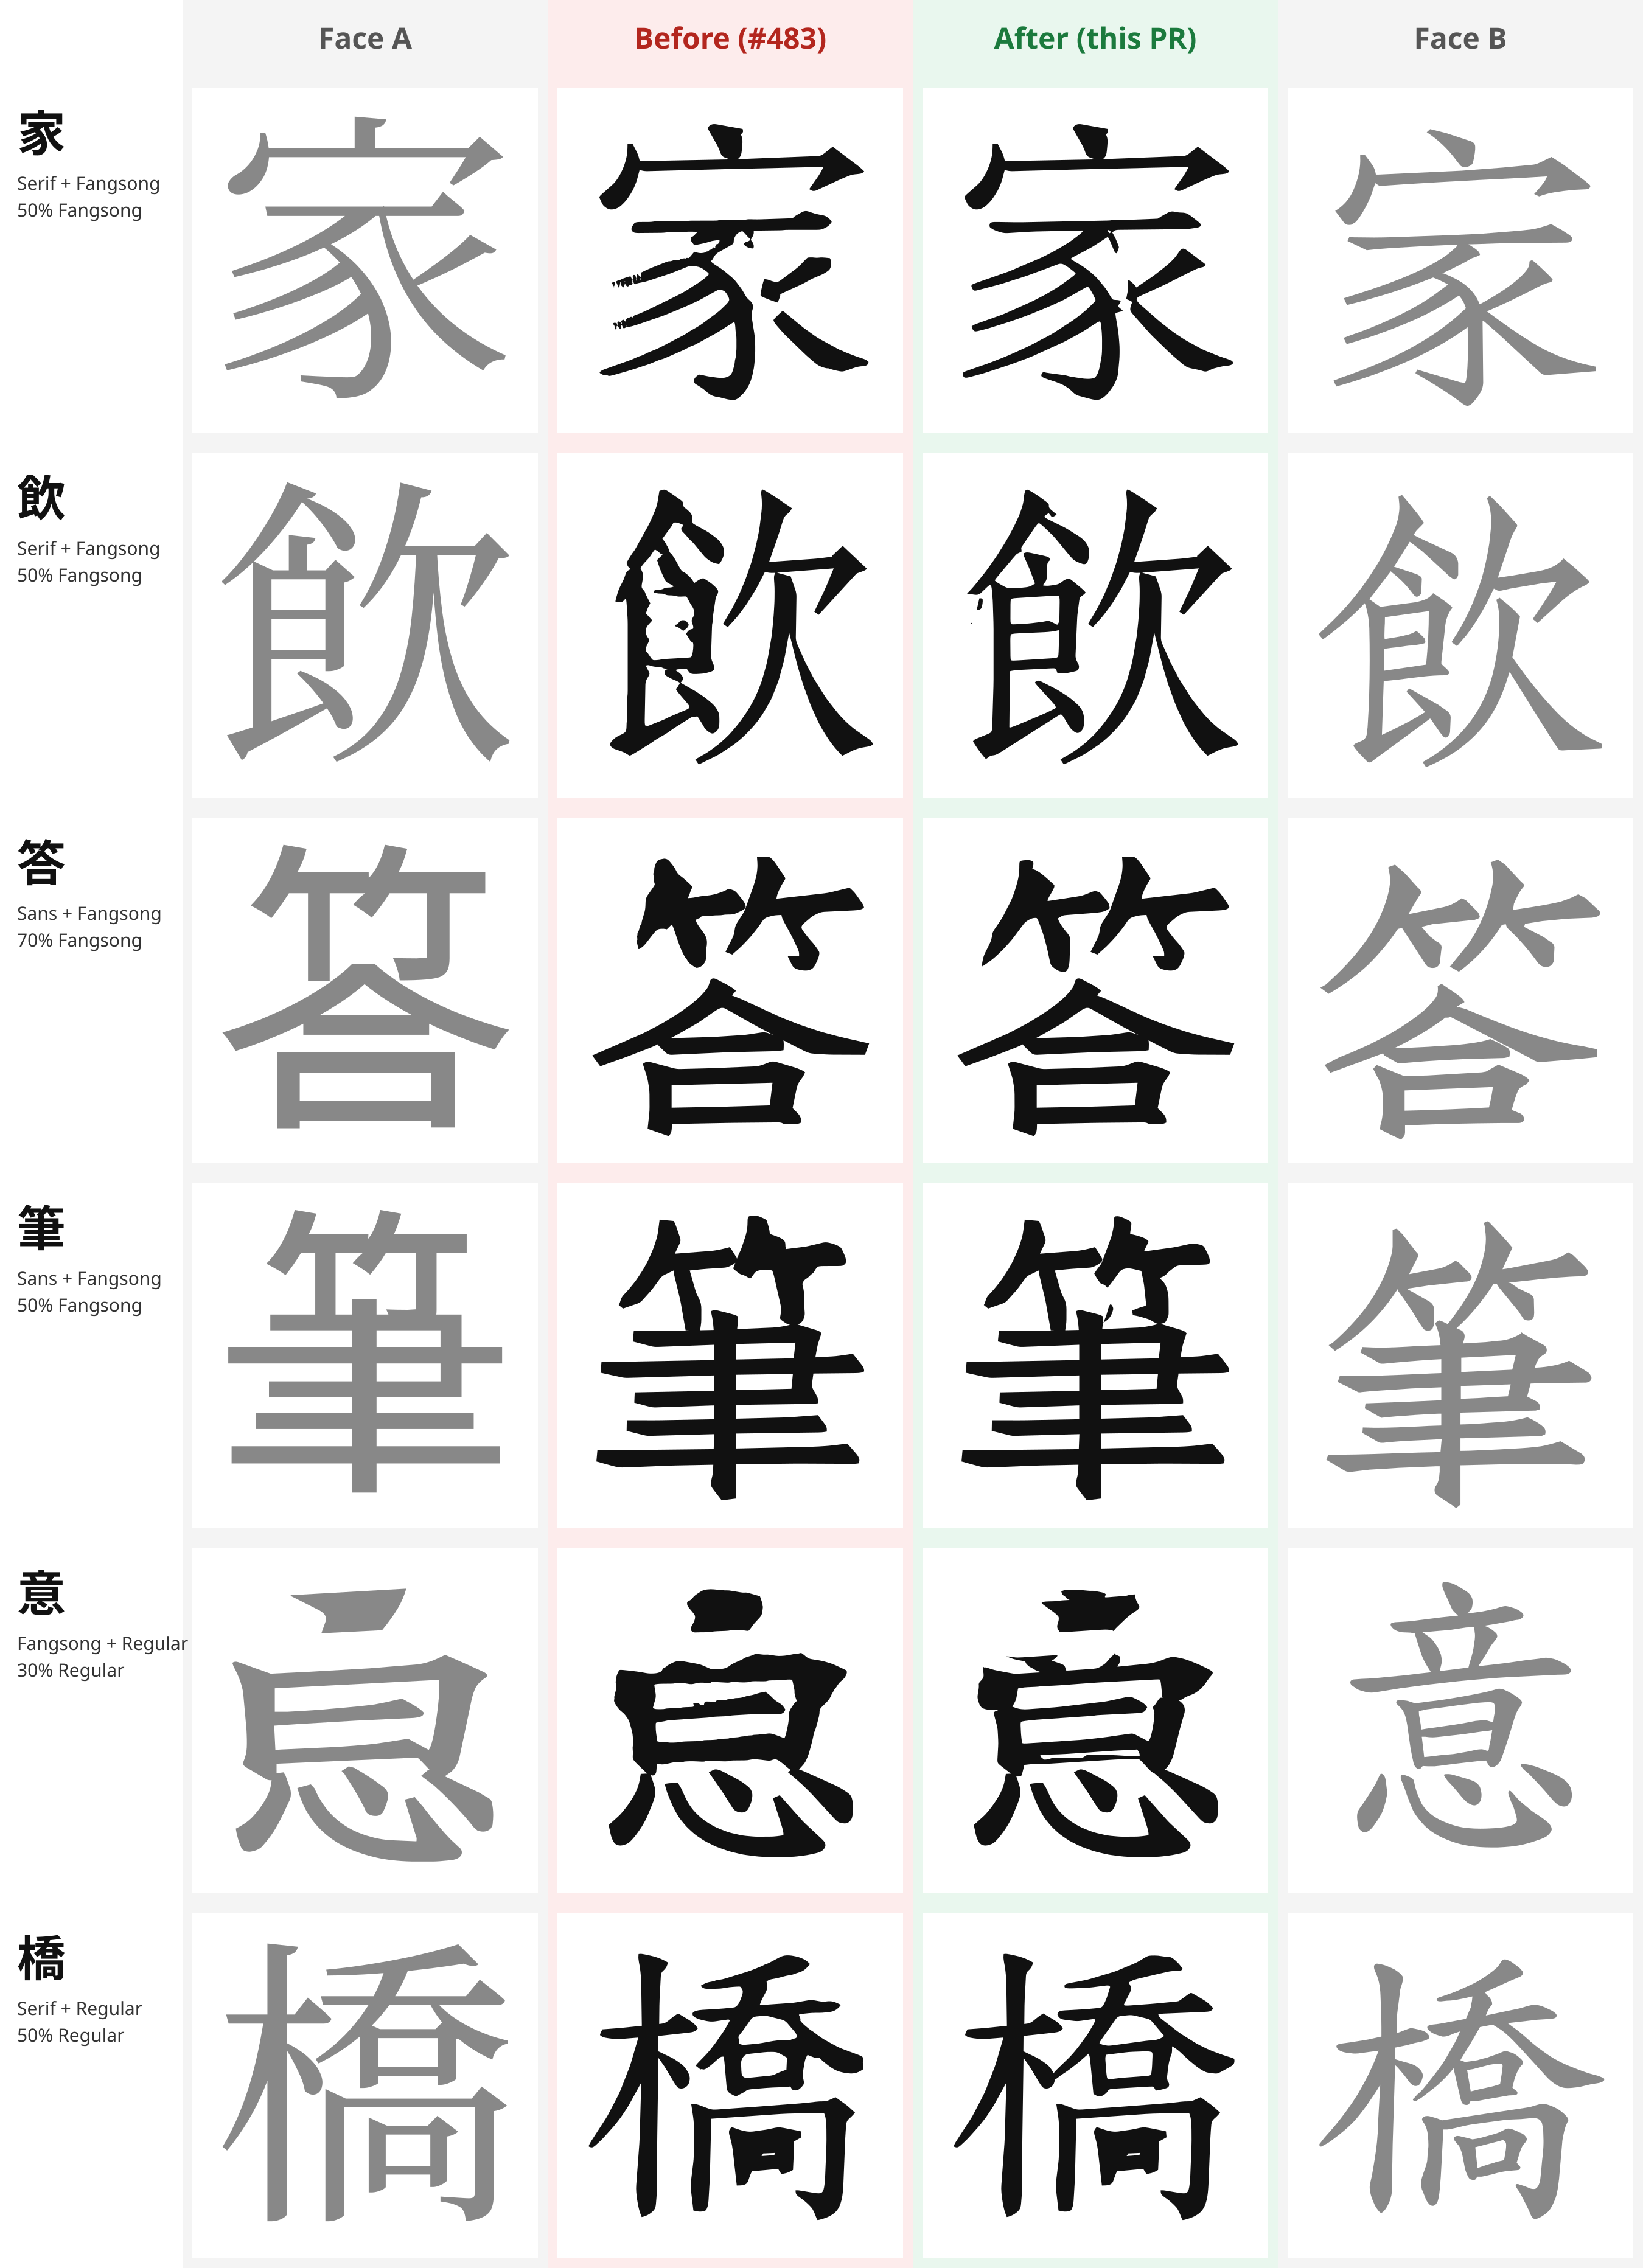 Face A Before (#483) After (this PR) Face B
家 家 家 家 家
Serif + Fangsong
50% Fangsong
飲 飲 飲 飲 飲
Serif + Fangsong
50% Fangsong
答 答 答 答 答
Sans + Fangsong
70% Fangsong
筆 筆 筆 筆 筆
Sans + Fangsong
50% Fangsong
意 意
Fangsong + Regular
30% Regular
橋 橋 橋 橋 橋
Serif + Regular
50% Regular